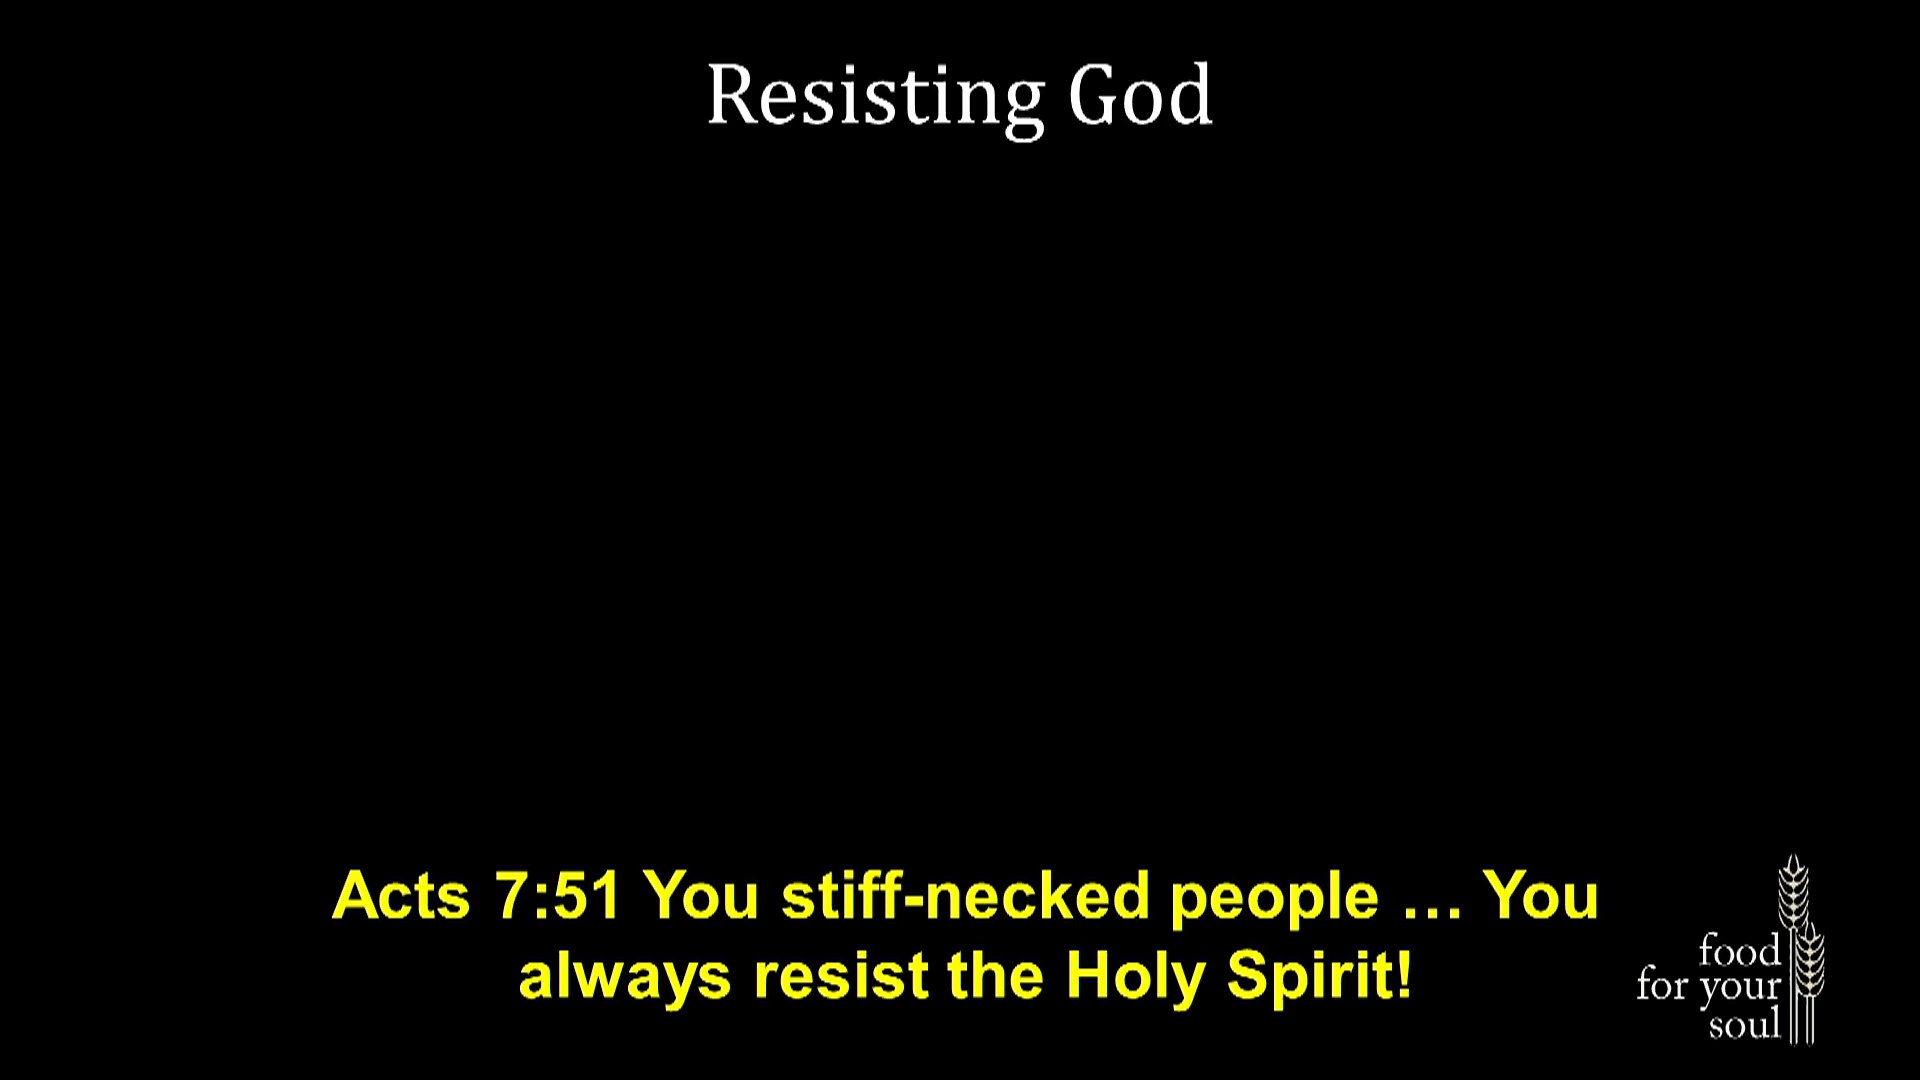 Resisting God
Acts 7:51 You stiff-necked people … You
always resist the Holy Spirit!
food
for your
soul